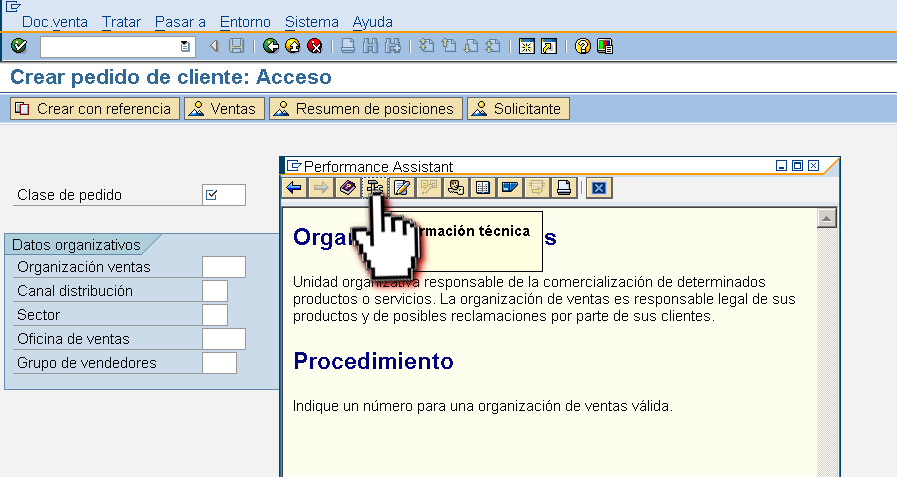 Doc.venta Tratar Pasar a Entorno Sistema Ayuda
Crear pedido de cliente: Acceso
Crear con referencia Ventas Resumen de posiciones Solicitante
Performance Assistant
Clase de pedido
Datos organizativos
Organización ventas
Canal distribución
Sector
Oficina de ventas
Grupo de vendedores
rmación técnica
Orga s
Unidad organizativa responsable de la comercialización de determinados
productos o servicios. La organización de ventas es responsable legal de sus
productos y de posibles reclamaciones por parte de sus clientes.
Procedimiento
Indique un número para una organización de ventas válida.